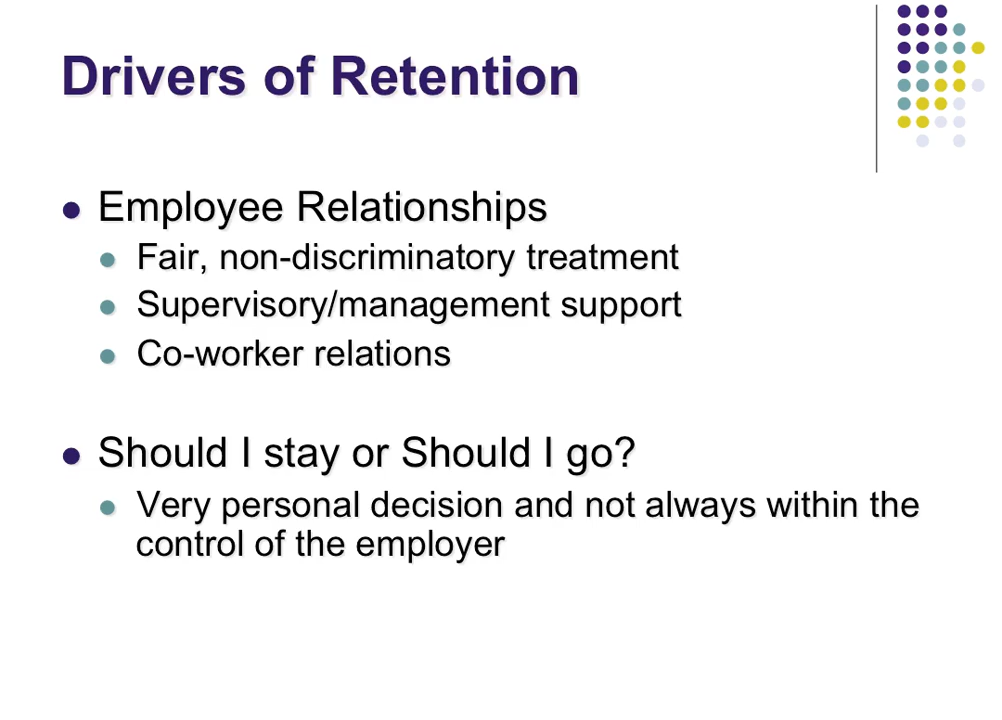 Drivers of Retention
Employee Relationships
Fair, non-discriminatory treatment
Supervisory/management support
Co-worker relations
Should I stay or Should I go?
Very personal decision and not always within the
control of the employer